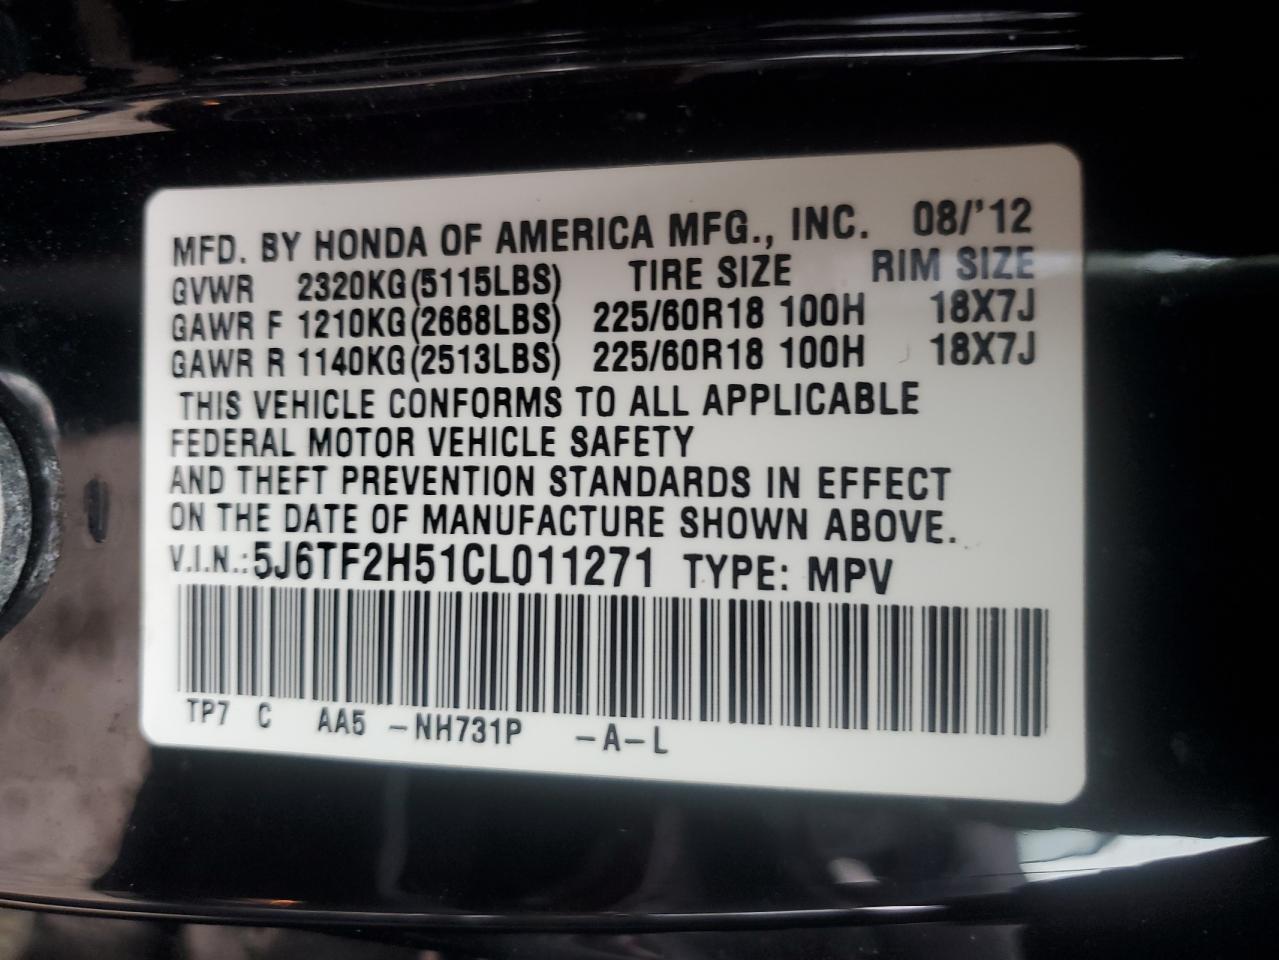 MFD. BY HONDA OF AMERICA MFG., INC. 08/'12
GVWR 2320KG(5115LBS) TIRE SIZE RIM SIZE
GAWR F 1210KG(2668LBS) 225/60R18 100H 18X7J
GAWR R 1140KG(2513LBS) 225/60R18 100H 18X7J
THIS VEHICLE CONFORMS TO ALL APPLICABLE
FEDERAL MOTOR VEHICLE SAFETY
AND THEFT PREVENTION STANDARDS IN EFFECT
ON THE DATE OF MANUFACTURE SHOWN ABOVE.
V.I.N.:5J6TF2H51CL011271 TYPE: MPV
TP7 C AA5 -NH731P -A-L